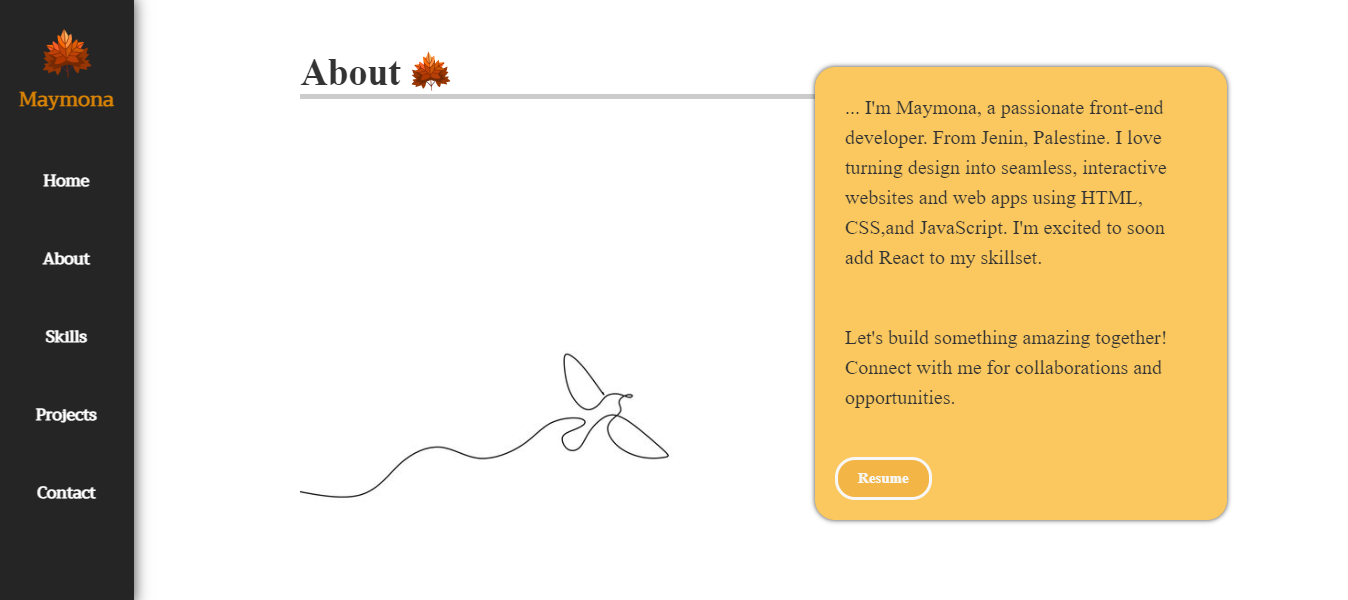 Maymona
Home
About
Skills
Projects
Contact
About
... I'm Maymona, a passionate front-end
developer. From Jenin, Palestine. I love
turning design into seamless, interactive
websites and web apps using HTML,
CSS,and JavaScript. I'm excited to soon
add React to my skillset.
Let's build something amazing together!
Connect with me for collaborations and
opportunities.
Resume